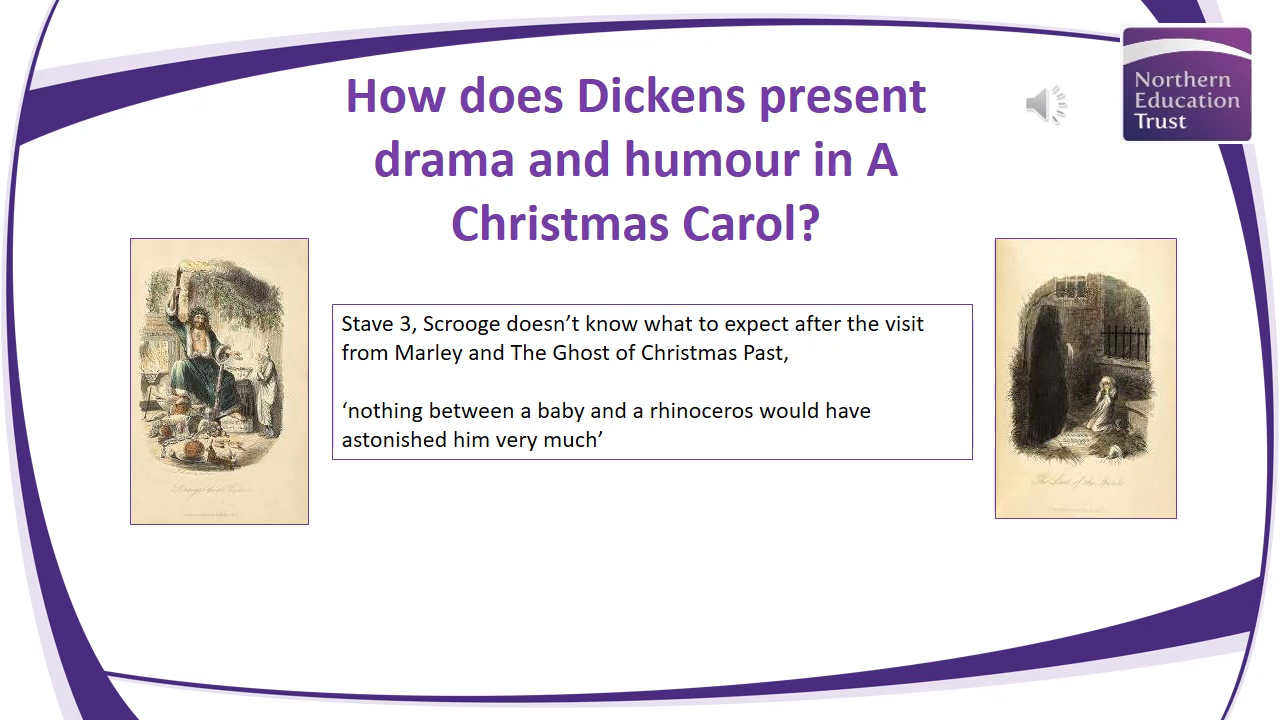 How does Dickens present
drama and humour in A
Christmas Carol?
Northern
Education
Trust
Stave 3, Scrooge doesn’t know what to expect after the visit
from Marley and The Ghost of Christmas Past,
‘nothing between a baby and a rhinoceros would have
astonished him very much’